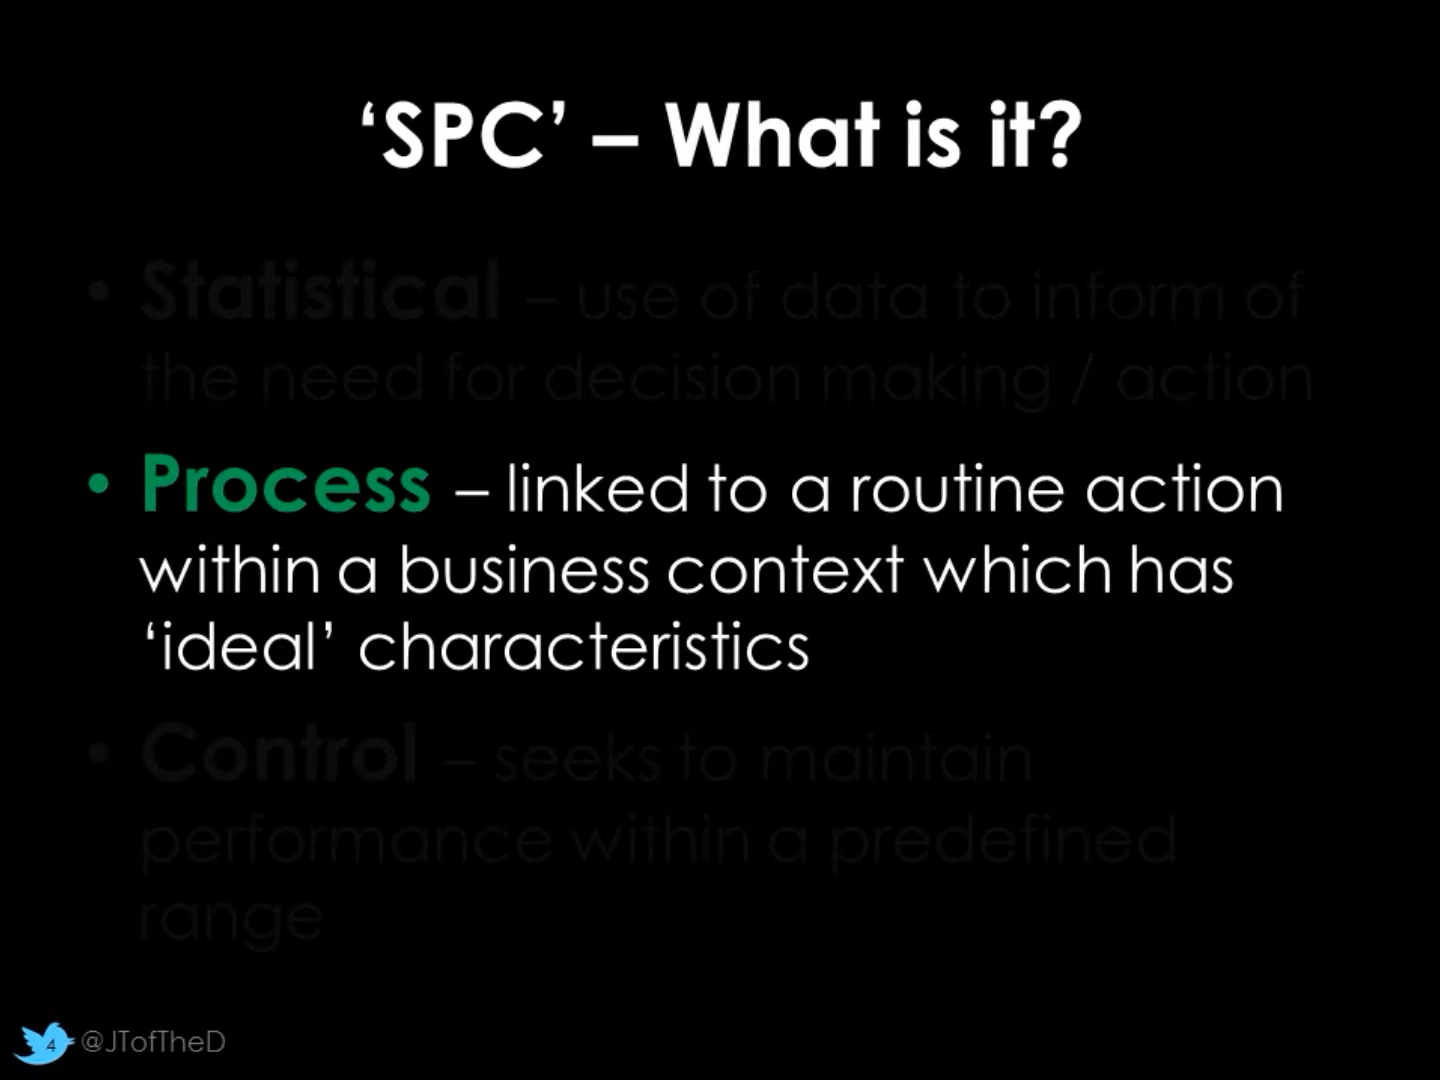 ‘SPC’ – What is it?
• Statistical – use of data to inform of
the need for decision making / action
• Process – linked to a routine action
within a business context which has
‘ideal’ characteristics
• Control – seeks to maintain
performance within a predefined
range
4 @JTofTheD